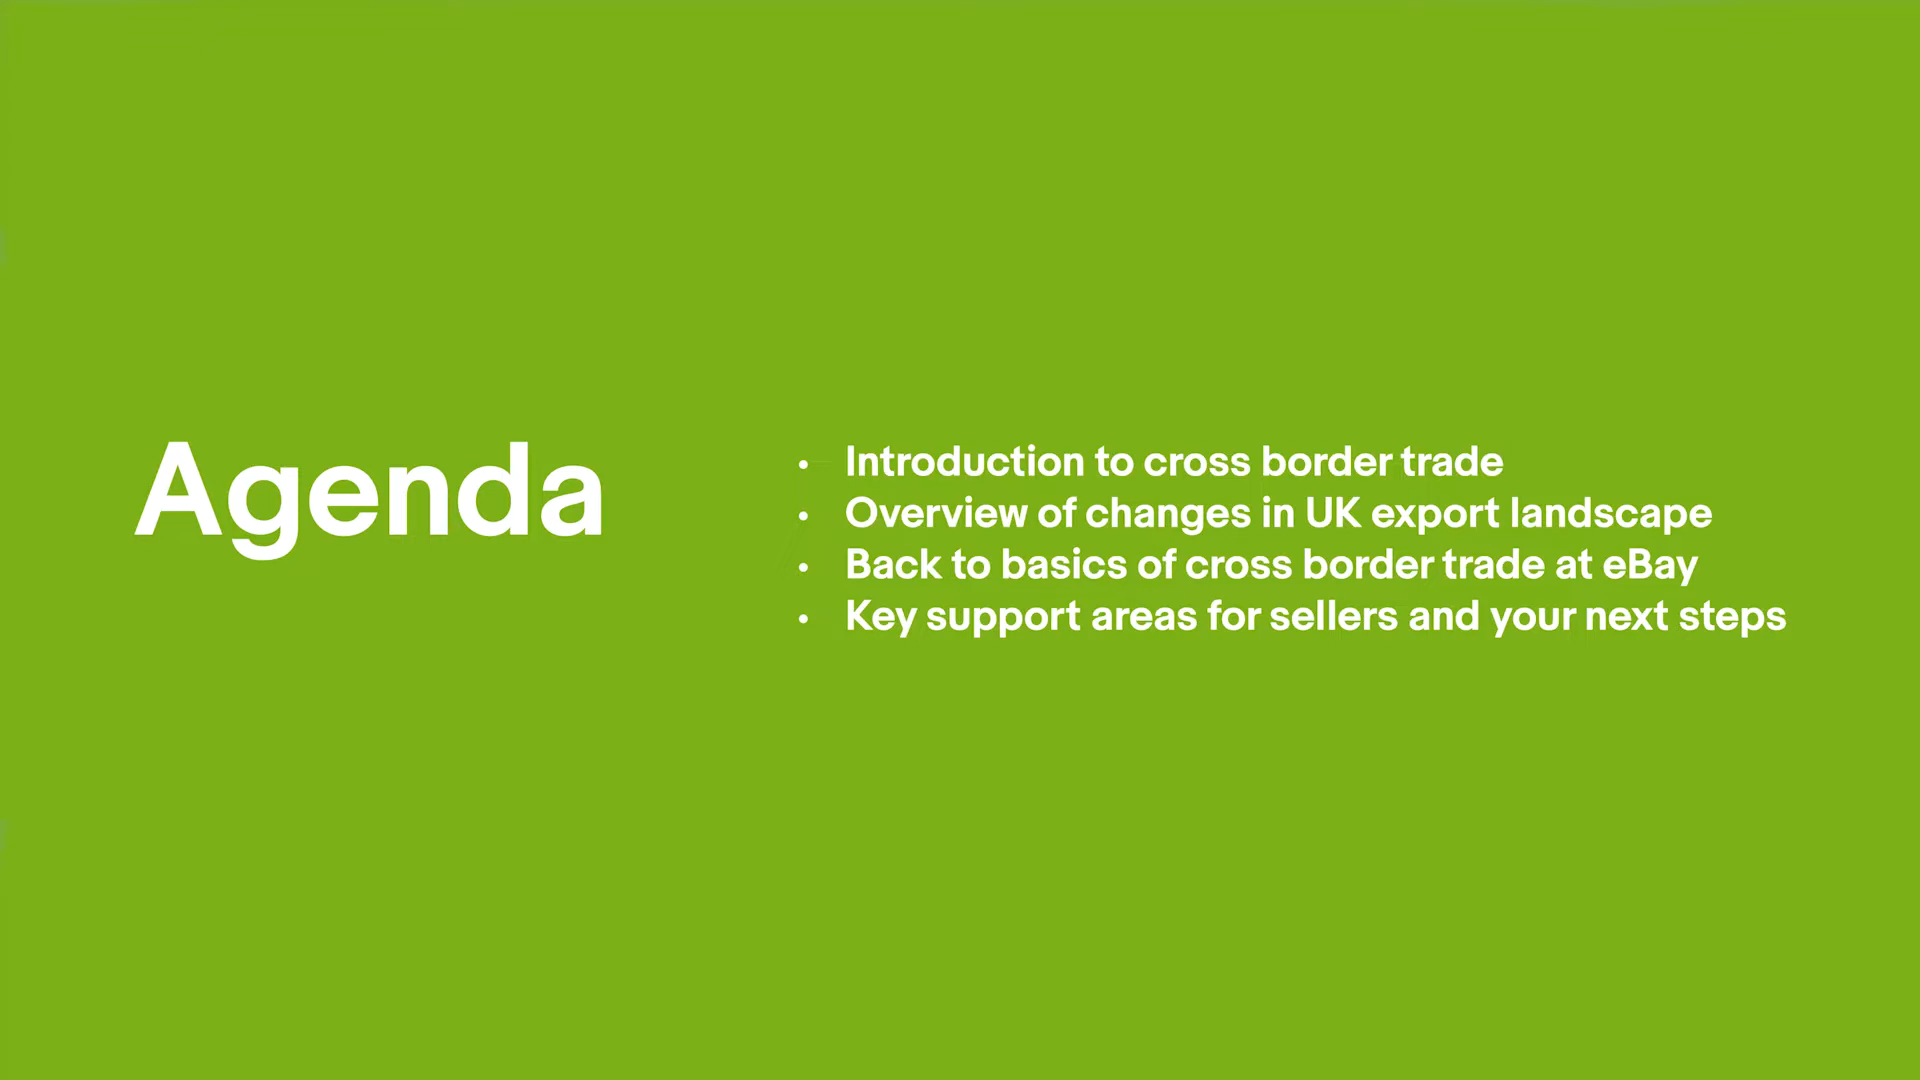 Agenda
• Introduction to cross border trade
• Overview of changes in UK export landscape
• Back to basics of cross border trade at eBay
• Key support areas for sellers and your next steps